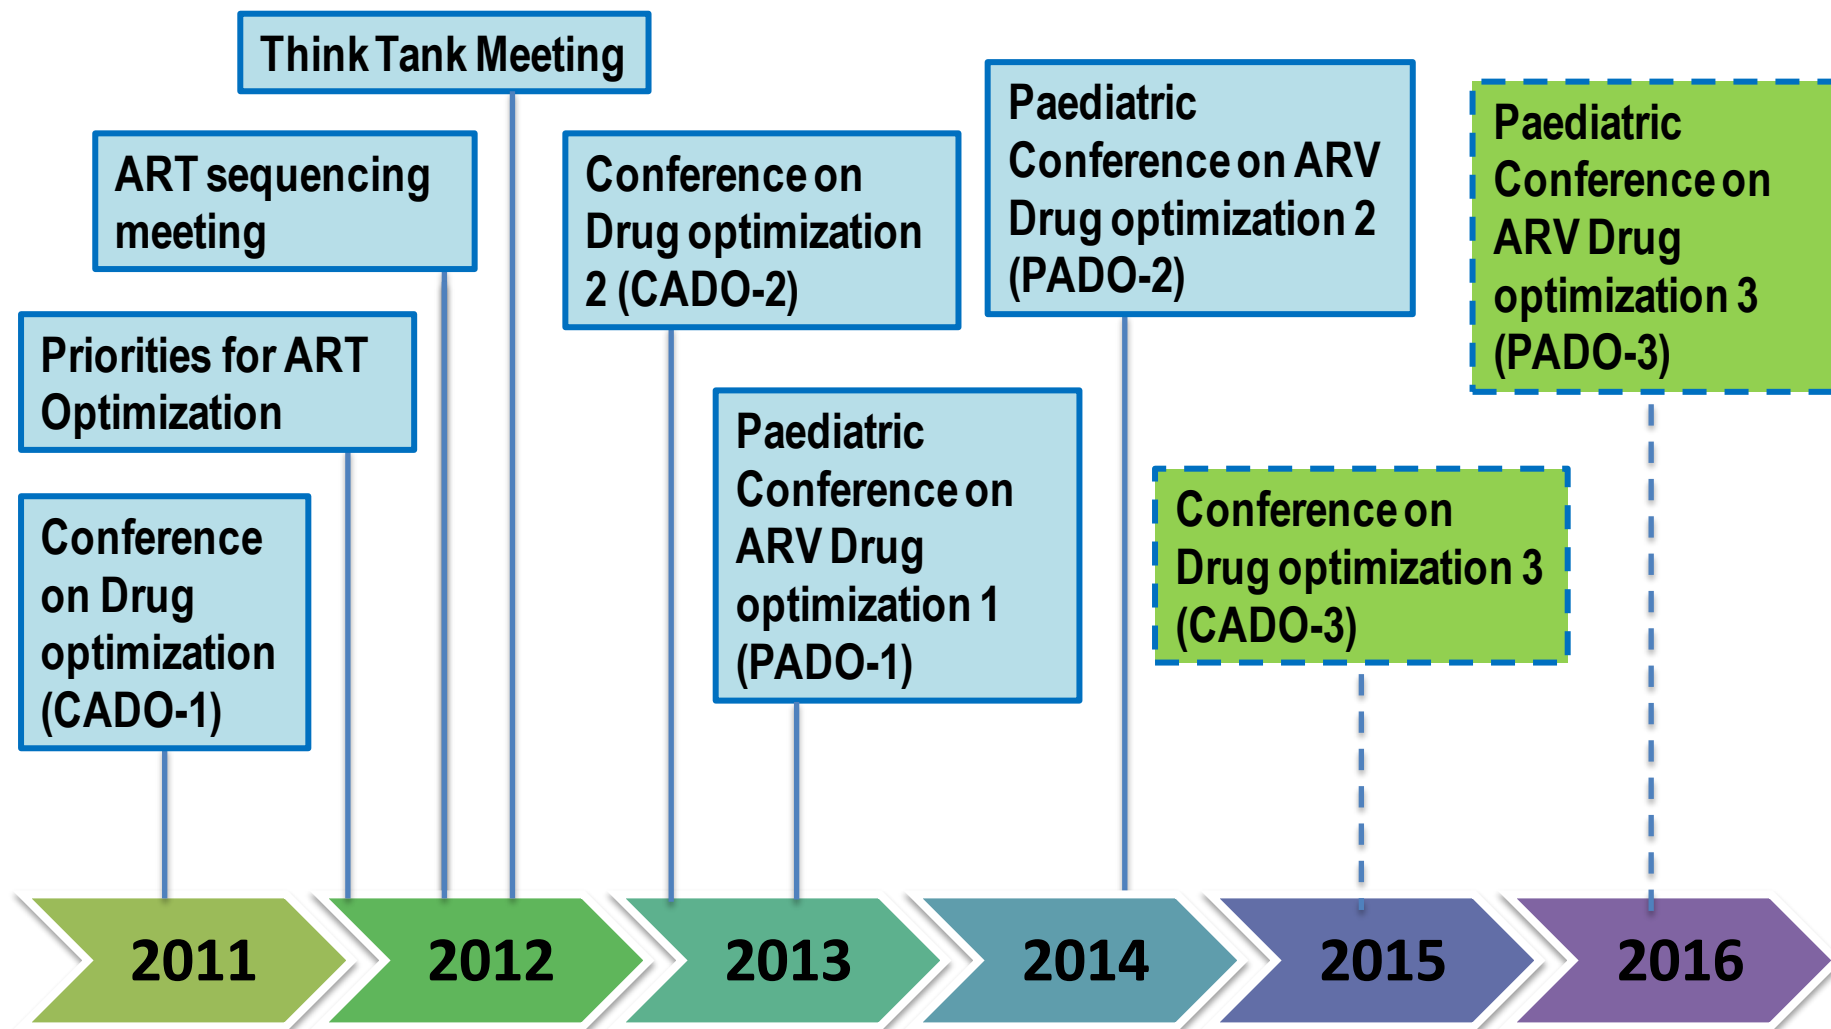 Think Tank Meeting
ART sequencing
meeting
Priorities for ART
Optimization
Conference
on Drug
optimization
(CADO-1)
Conference on
Drug optimization
2 (CADO-2)
Paediatric
Conference on
ARV Drug
optimization 1
(PADO-1)
Paediatric
Conference on ARV
Drug optimization 2
(PADO-2)
Conference on
Drug optimization 3
(CADO-3)
Paediatric
Conference on
ARV Drug
optimization 3
(PADO-3)
2011
2012
2013
2014
2015
2016